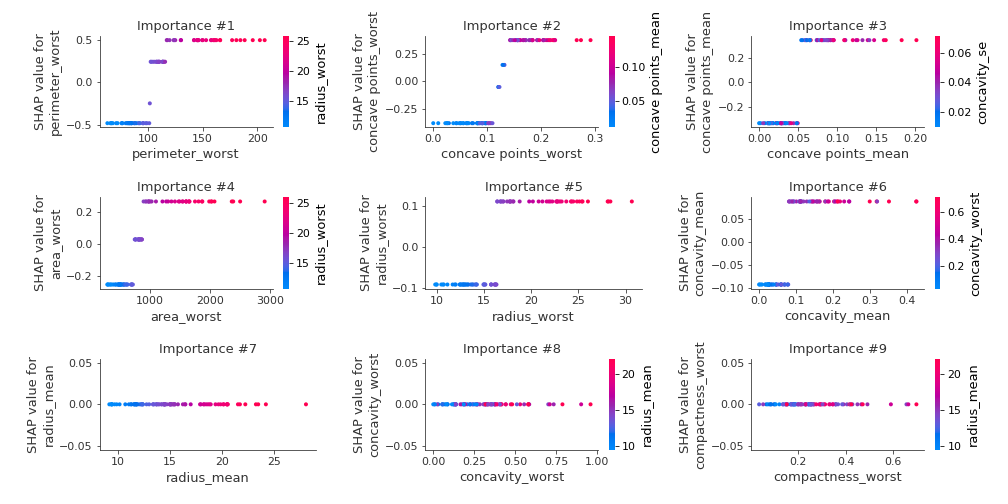 Importance #1
0.5
0.0
−0.5
100
150
200
perimeter_worst
SHAP value for
perimeter_worst
25
20
15
radius_worst
Importance #2
0.25
0.00
−0.25
0.0
0.1
0.2
0.3
concave points_worst
SHAP value for
concave points_worst
0.10
0.05
concave points_mean
Importance #3
0.2
0.0
−0.2
0.00
0.05
0.10
0.15
0.20
concave points_mean
SHAP value for
concave points_mean
0.06
0.04
0.02
concavity_se
Importance #4
0.2
0.0
−0.2
1000
2000
3000
area_worst
SHAP value for
area_worst
25
20
15
radius_worst
Importance #5
0.1
0.0
−0.1
10
15
20
25
30
radius_worst
SHAP value for
radius_worst
Importance #6
0.05
0.00
−0.05
−0.10
0.0
0.1
0.2
0.3
0.4
concavity_mean
SHAP value for
concavity_mean
0.6
0.4
0.2
concavity_worst
Importance #7
0.05
0.00
−0.05
10
15
20
25
radius_mean
SHAP value for
radius_mean
Importance #8
0.05
0.00
−0.05
0.00
0.25
0.50
0.75
1.00
concavity_worst
SHAP value for
concavity_worst
20
15
10
radius_mean
Importance #9
0.05
0.00
−0.05
0.2
0.4
0.6
compactness_worst
SHAP value for
compactness_worst
20
15
10
radius_mean